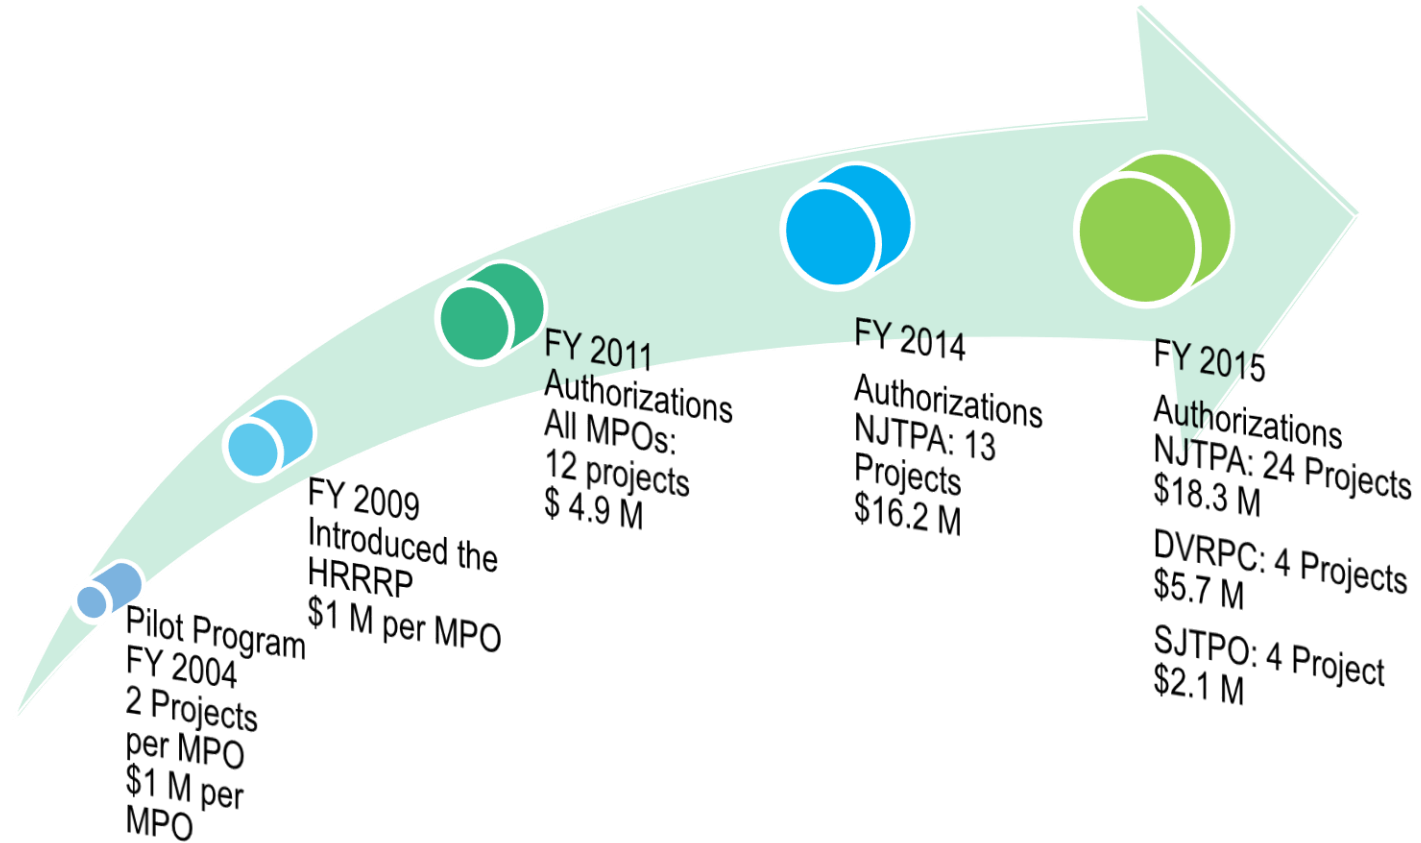 Pilot Program
FY 2004
2 Projects
per MPO
$1 M per
MPO
FY 2009
Introduced the
HRRRP
$1 M per MPO
FY 2011
Authorizations
All MPOs:
12 projects
$ 4.9 M
FY 2014
Authorizations
NJTPA: 13
Projects
$16.2 M
FY 2015
Authorizations
NJTPA: 24 Projects
$18.3 M
DVRPC: 4 Projects
$5.7 M
SJTPO: 4 Project
$2.1 M